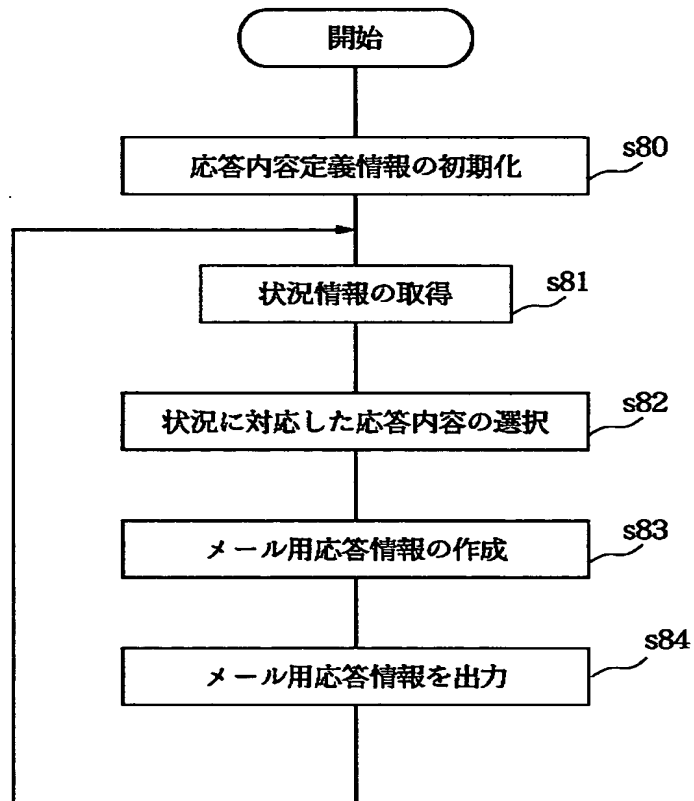 開始
応答内容定義情報の初期化
s80
状況情報の取得
s81
状況に対応した応答内容の選択
s82
メール用応答情報の作成
s83
メール用応答情報を出力
s84